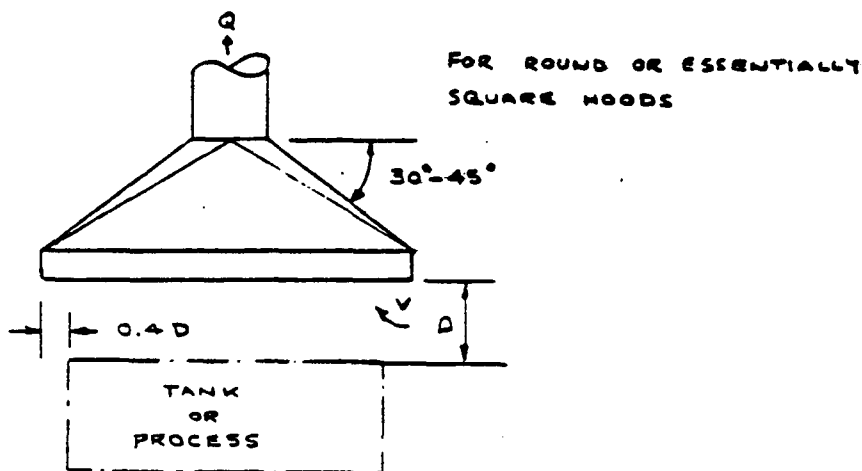 Q
FOR ROUND OR ESSENTIALLY
SQUARE HOODS
30°-45°
V
D
0.4 D
TANK
OR
PROCESS